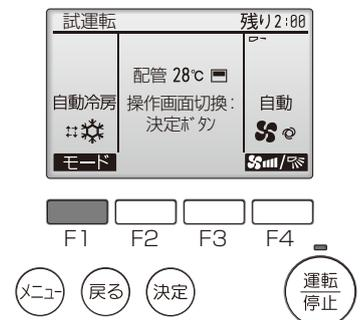 試運転 残り2:00
配管 28℃
自動冷房 操作画面切換: 自動
決定ボタン
モード
F1 F2 F3 F4
メニュー 戻る 決定 運転
停止